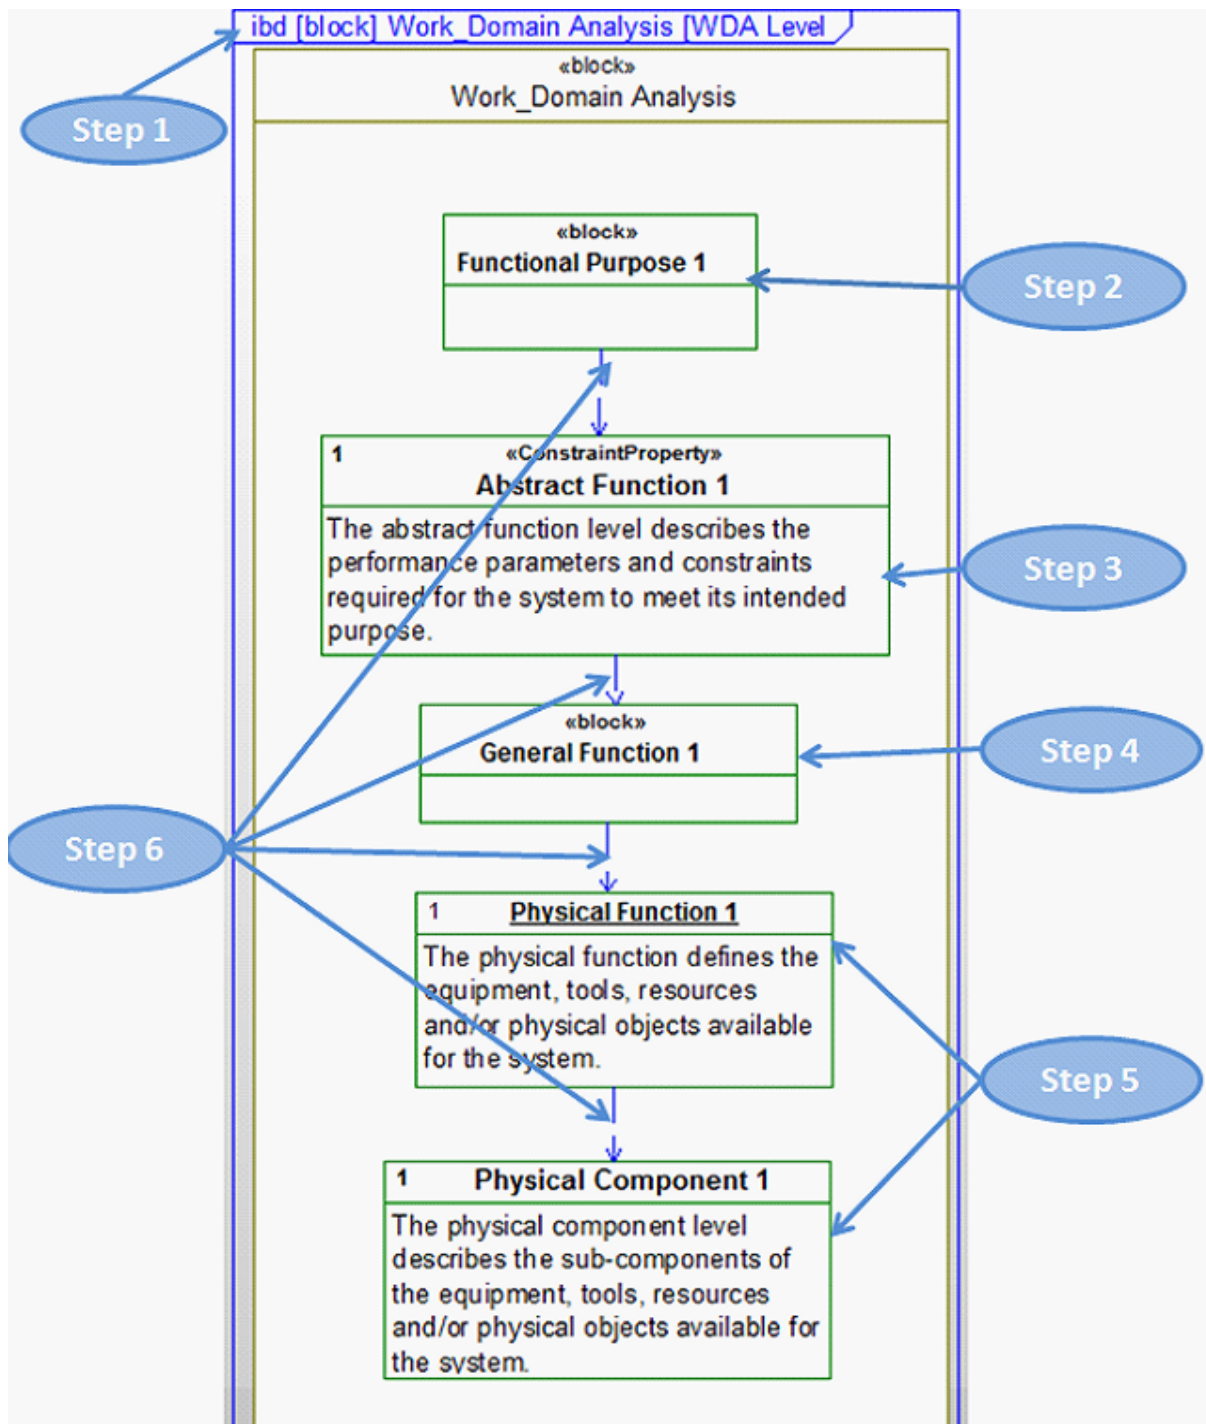 ibd [block] Work_Domain Analysis [WDA Level
«block»
Work_Domain Analysis
Step 1
«block»
Functional Purpose 1
Step 2
1 «ConstraintProperty»
Abstract Function 1
The abstract function level describes the
performance parameters and constraints
required for the system to meet its intended
purpose.
Step 3
«block»
General Function 1
Step 4
Step 6
1 Physical Function 1
The physical function defines the
equipment, tools, resources
and/or physical objects available
for the system.
Step 5
1 Physical Component 1
The physical component level
describes the sub-components of
the equipment, tools, resources
and/or physical objects available for
the system.